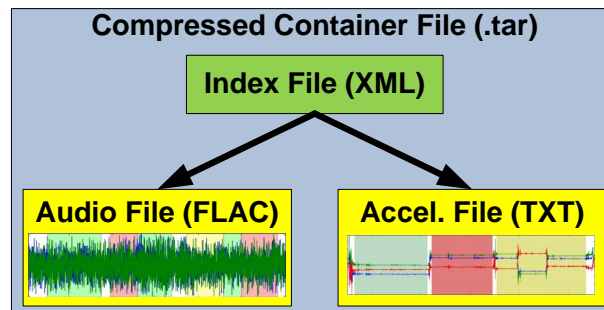 Compressed Container File (.tar)
Index File (XML)
Audio File (FLAC)
Accel. File (TXT)